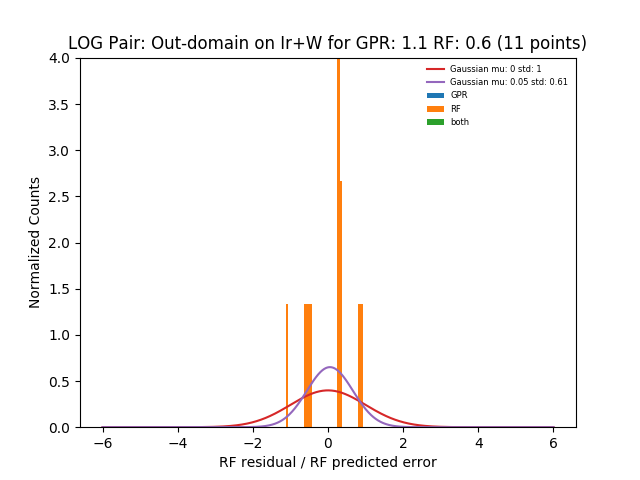 LOG Pair: Out-domain on Ir+W for GPR: 1.1 RF: 0.6 (11 points)
Gaussian mu: 0 std: 1
Gaussian mu: 0.05 std: 0.61
GPR
RF
both
Normalized Counts
4.0
3.5
3.0
2.5
2.0
1.5
1.0
0.5
0.0
−6 −4 −2 0 2 4 6
RF residual / RF predicted error